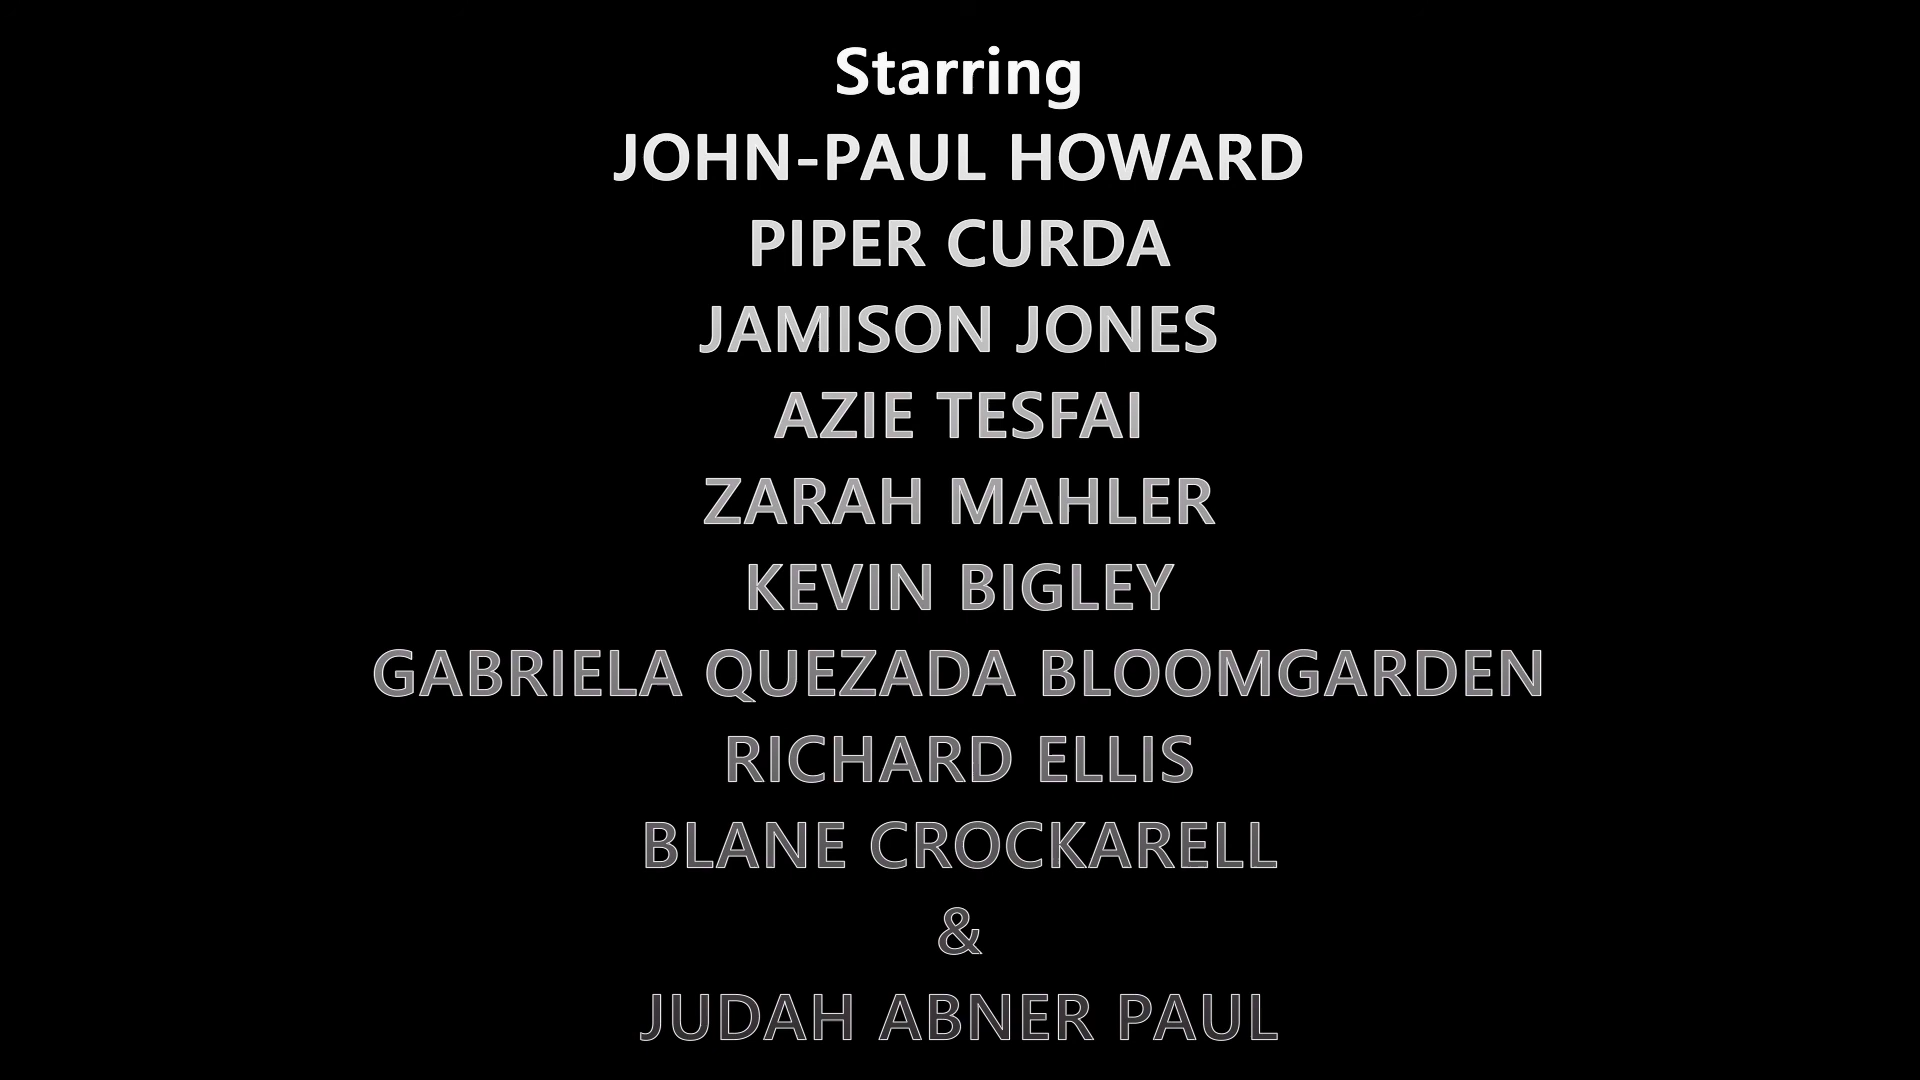 Starring
JOHN-PAUL HOWARD
PIPER CURDA
JAMISON JONES
AZIE TESFAI
ZARAH MAHLER
KEVIN BIGLEY
GABRIELA QUEZADA BLOOMGARDEN
RICHARD ELLIS
BLANE CROCKARELL
&
JUDAH ABNER PAUL